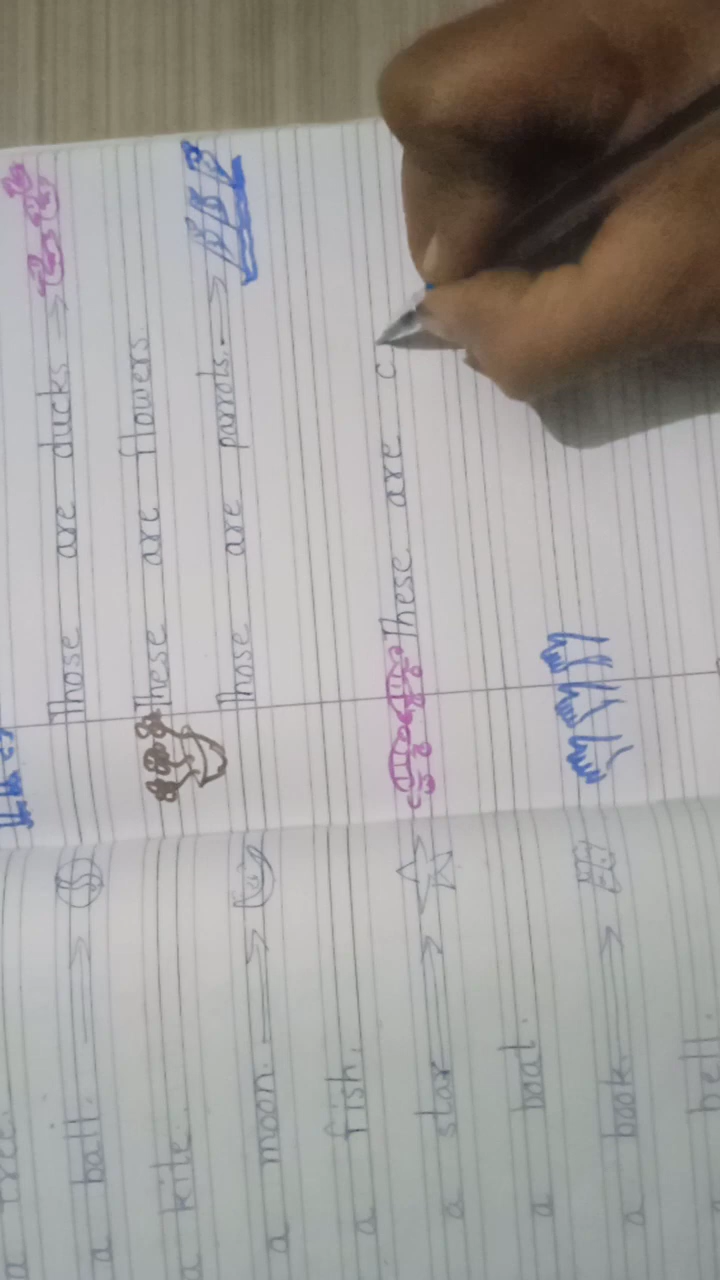 Those are ducks
These are flowers.
Those are parrots.
These are c
a tree.
a ball.
a kite.
a moon.
a fish.
a star
a boat.
a book.
bell.